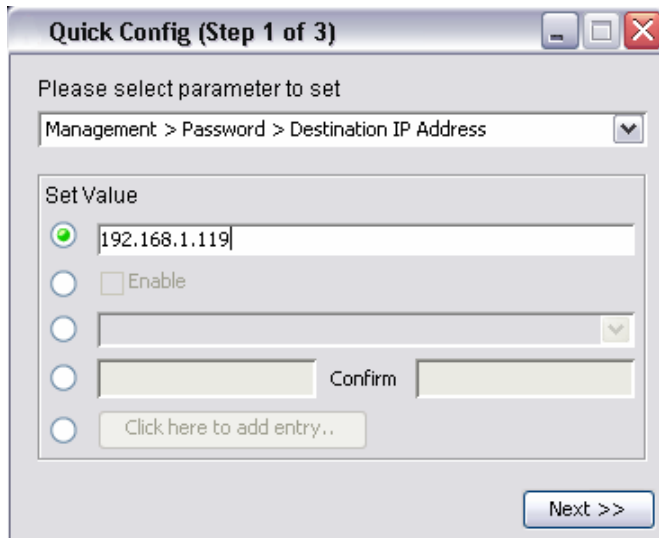 Quick Config (Step 1 of 3)
Please select parameter to set
Management > Password > Destination IP Address
Set Value
192.168.1.119
Enable
Confirm
Click here to add entry..
Next >>